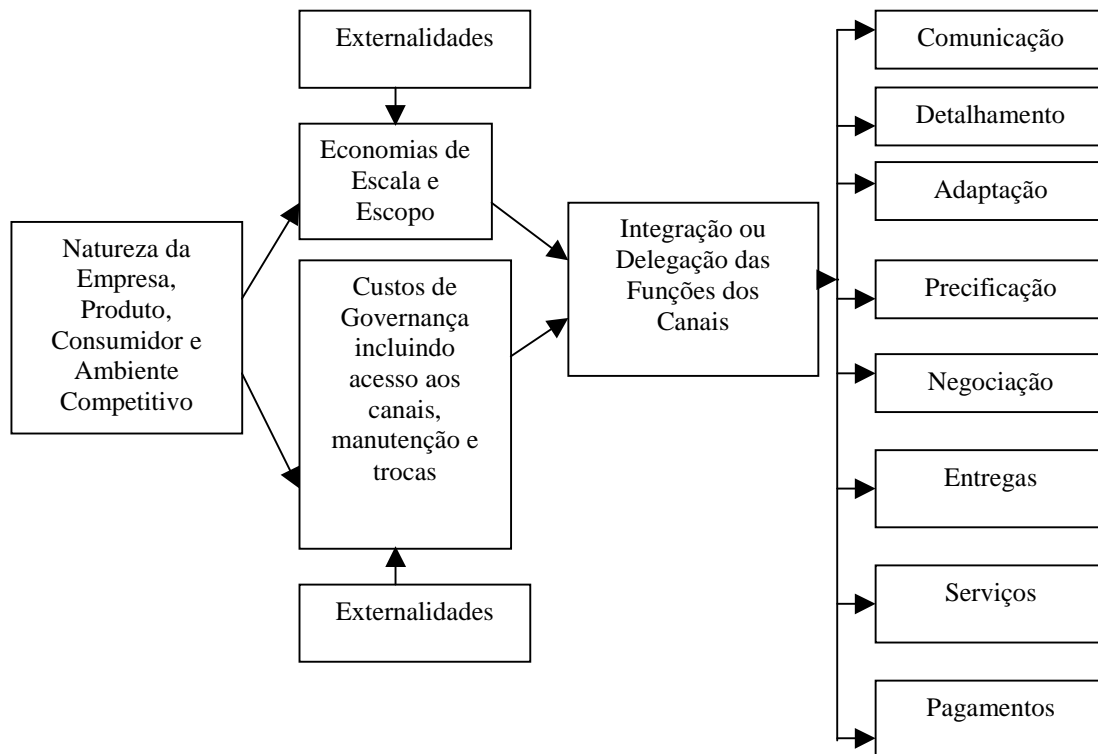 Externalidades
Economias de
Escala e
Escopo
Natureza da
Empresa,
Produto,
Consumidor e
Ambiente
Competitivo
Custos de
Governança
incluindo
acesso aos
canais,
manutenção e
trocas
Externalidades
Integração ou
Delegação das
Funções dos
Canais
Comunicação
Detalhamento
Adaptação
Precificação
Negociação
Entregas
Serviços
Pagamentos